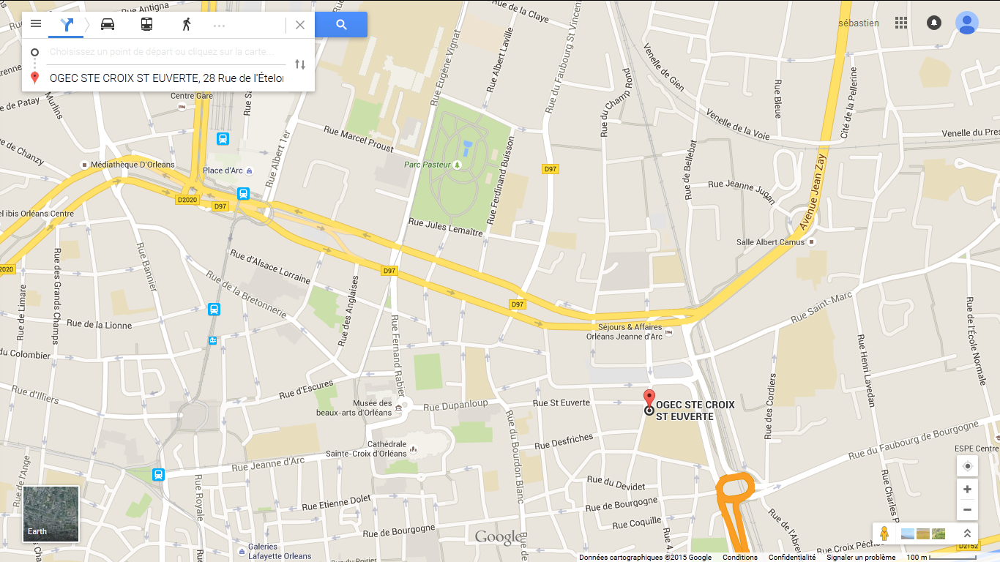 Rue Antigna
Rue de la Claye
sébastien
Choisissez un point de départ ou cliquez sur la carte...
OGEC STE CROIX ST EUVERTE, 28 Rue de l'Ételon
Rue Eugène-Vignat
Rue Albert Laville
Rue du Faubourg St Vincent
Rue du Champ Rond
Venelle de Gien
Rue Bleue
Cité de la Pellerine
Centre Gare
de Patay
Murlins
Venelle de la Voie
Venelle du Pres
Rue Marcel Proust
Rue Albert 1er
Rue de Bellebat
e de Chanzy
Médiathèque D'Orleans
Place d'Arc
Parc Pasteur
Rue Ferdinand Buisson
D97
Avenue Jean Zay
Rue Jeanne Jugan
D2020
D97
el ibis Orléans Centre
Rue Jules Lemaître
Salle Albert Camus
Rue Bannier
Rue d'Alsace Lorraine
2020
D97
Rue de Limare
Rue des Grands Champs
Rue de la Bretonnerie
Rue des Anglaises
D97
Rue Saint-Marc
Rue de l'École Normale
Rue de la Lionne
Séjours & Affaires
Orléans Jeanne d'Arc
Rue Fernand Rabier
du Colombier
Rue Henri Lavedan
Rue d'Illiers
Rue d'Escures
Rue des Cordiers
Musée des
beaux-arts d'Orléans
Rue Dupanloup
Rue St Euverte
OGEC STE CROIX
ST EUVERTE
Rue du Bourdon Blanc
Cathédrale
Sainte-Croix d'Orléans
Rue Desfriches
Rue du Faubourg de Bourgogne
ESPE Centre
Rue Jeanne d'Arc
Rue de l'Ange
Rue Royale
Rue du Devidet
Rue Charles P
Rue Etienne Dolet
Rue de Bourgogne
Rue de Bourgogne
Rue Coquille
Rue 4
Rue de l'Abreu
Earth
Google
Rue de
Galeries
Lafayette Orleans
Rue du Poirier
Rue Croix Péche
D2152
Données cartographiques ©2015 Google Conditions Confidentialité Signaler un problème 100 m